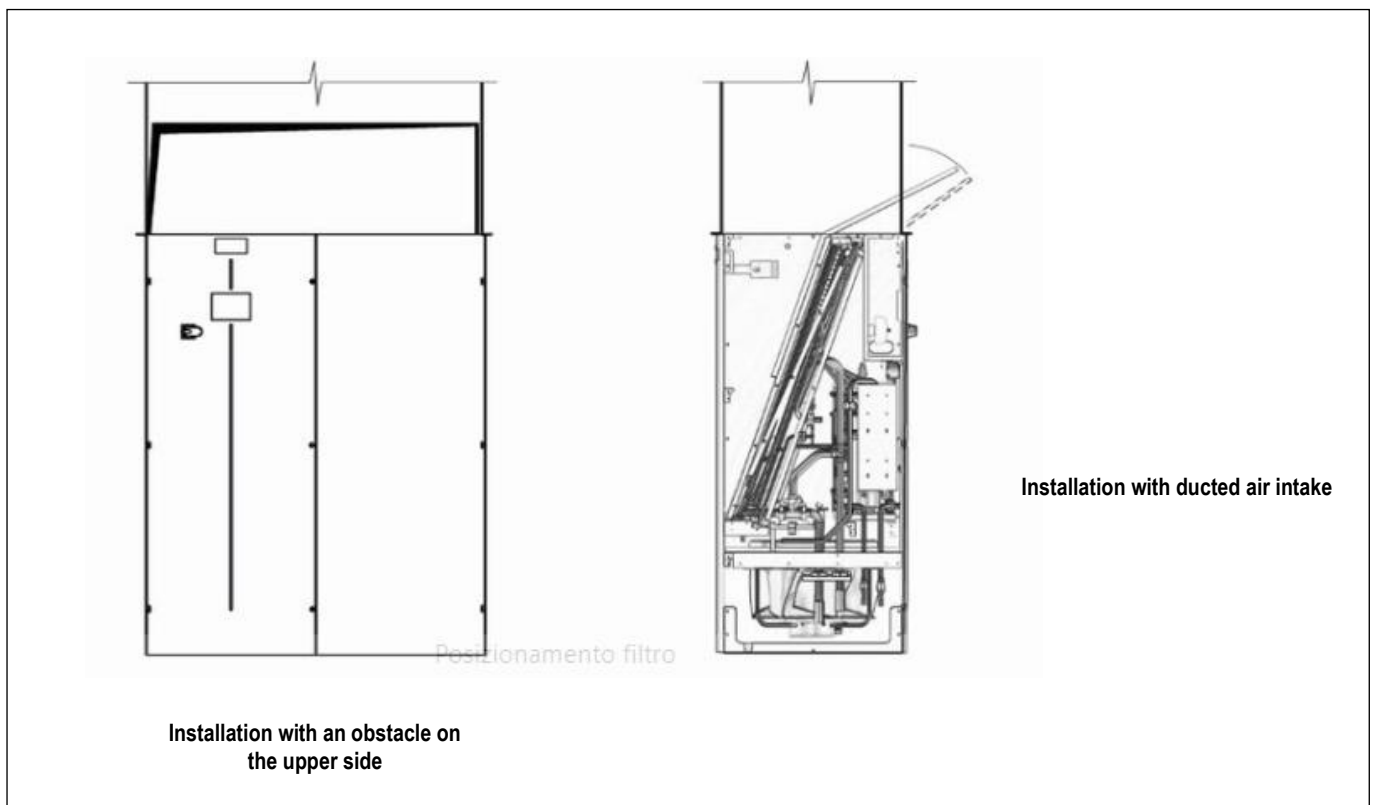 Installation with ducted air intake
Posizionamento filtro
Installation with an obstacle on
the upper side